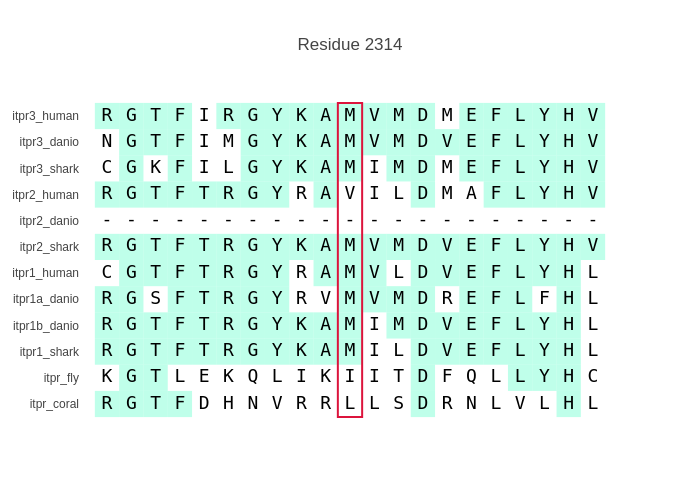 Residue 2314
itpr3_human R G T F I R G Y K A M V M D M E F L Y H V
itpr3_danio N G T F I M G Y K A M V M D V E F L Y H V
itpr3_shark C G K F I L G Y K A M I M D M E F L Y H V
itpr2_human R G T F T R G Y R A V I L D M A F L Y H V
itpr2_danio - - - - - - - - - - - - - - - - - - - - -
itpr2_shark R G T F T R G Y K A M V M D V E F L Y H V
itpr1_human C G T F T R G Y R A M V L D V E F L Y H L
itpr1a_danio R G S F T R G Y R V M V M D R E F L F H L
itpr1b_danio R G T F T R G Y K A M I M D V E F L Y H L
itpr1_shark R G T F T R G Y K A M I L D V E F L Y H L
itpr_fly K G T L E K Q L I K I I T D F Q L L Y H C
itpr_coral R G T F D H N V R R L L S D R N L V L H L